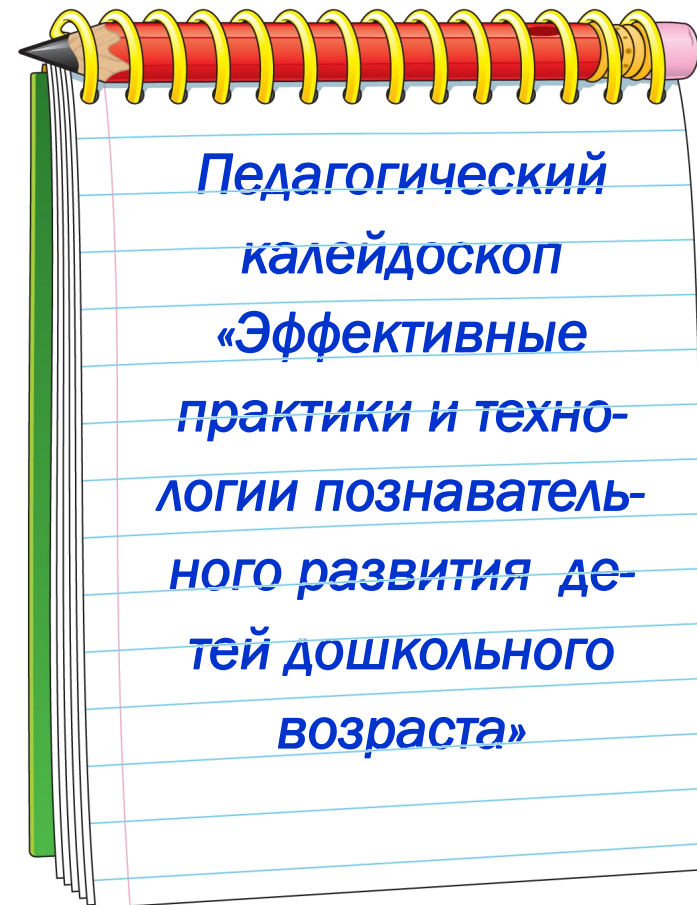 Педагогический
калейдоскоп
«Эффективные
практики и техно-
логии познаватель-
ного развития де-
тей дошкольного
возраста»